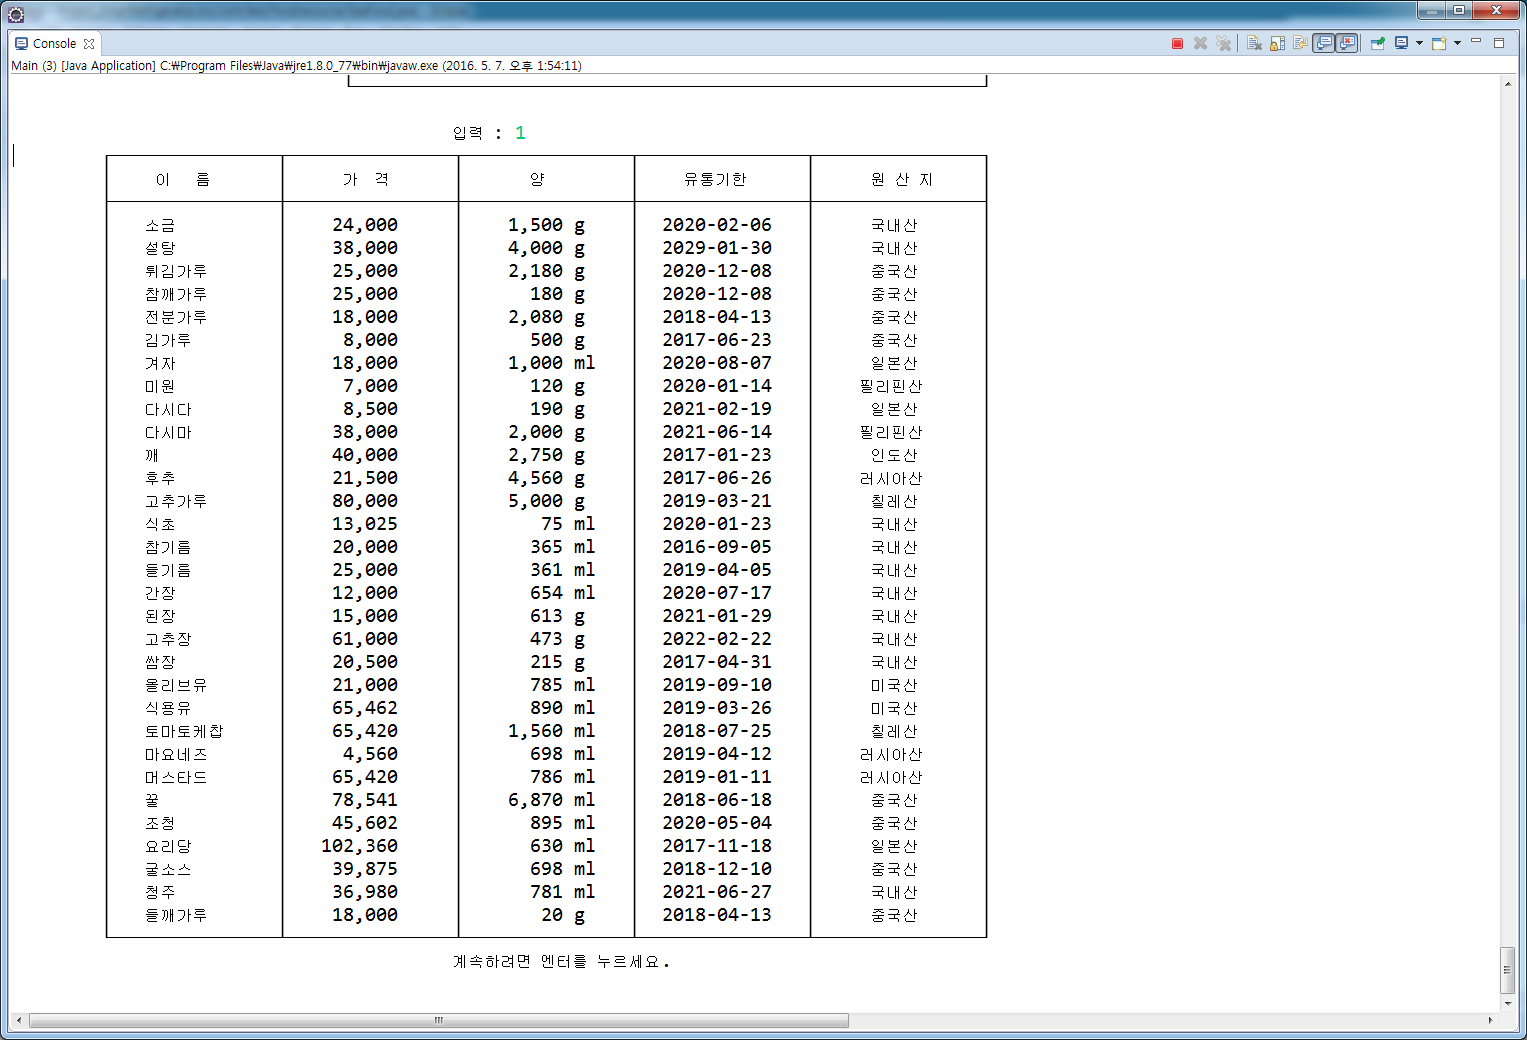 Console
Main (3) [Java Application] C:₩Program Files₩Java₩jre1.8.0_77₩bin₩javaw.exe (2016. 5. 7. 오후 1:54:11)
입력 : 1
이 름 가 격 양 유통기한 원 산 지
소금 24,000 1,500 g 2020-02-06 국내산
설탕 38,000 4,000 g 2029-01-30 국내산
튀김가루 25,000 2,180 g 2020-12-08 중국산
참깨가루 25,000 180 g 2020-12-08 중국산
전분가루 18,000 2,080 g 2018-04-13 중국산
김가루 8,000 500 g 2017-06-23 중국산
겨자 18,000 1,000 ml 2020-08-07 일본산
미원 7,000 120 g 2020-01-14 필리핀산
다시다 8,500 190 g 2021-02-19 일본산
다시마 38,000 2,000 g 2021-06-14 필리핀산
깨 40,000 2,750 g 2017-01-23 인도산
후추 21,500 4,560 g 2017-06-26 러시아산
고추가루 80,000 5,000 g 2019-03-21 칠레산
식초 13,025 75 ml 2020-01-23 국내산
참기름 20,000 365 ml 2016-09-05 국내산
들기름 25,000 361 ml 2019-04-05 국내산
간장 12,000 654 ml 2020-07-17 국내산
된장 15,000 613 g 2021-01-29 국내산
고추장 61,000 473 g 2022-02-22 국내산
쌈장 20,500 215 g 2017-04-31 국내산
올리브유 21,000 785 ml 2019-09-10 미국산
식용유 65,462 890 ml 2019-03-26 미국산
토마토케찹 65,420 1,560 ml 2018-07-25 칠레산
마요네즈 4,560 698 ml 2019-04-12 러시아산
머스타드 65,420 786 ml 2019-01-11 러시아산
꿀 78,541 6,870 ml 2018-06-18 중국산
조청 45,602 895 ml 2020-05-04 중국산
요리당 102,360 630 ml 2017-11-18 일본산
굴소스 39,875 698 ml 2018-12-10 중국산
청주 36,980 781 ml 2021-06-27 국내산
들깨가루 18,000 20 g 2018-04-13 중국산
계속하려면 엔터를 누르세요.